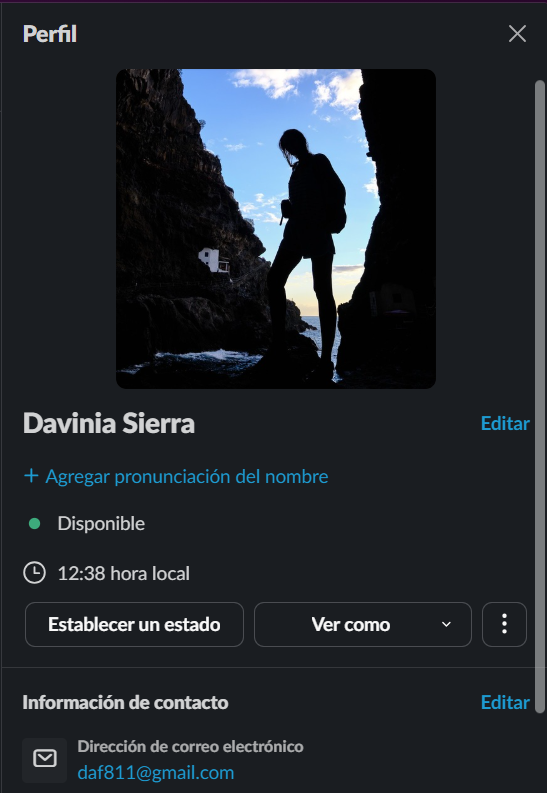 Perfil
Davinia Sierra
Editar
+ Agregar pronunciación del nombre
Disponible
12:38 hora local
Establecer un estado
Ver como
Información de contacto
Editar
Dirección de correo electrónico
daf811@gmail.com